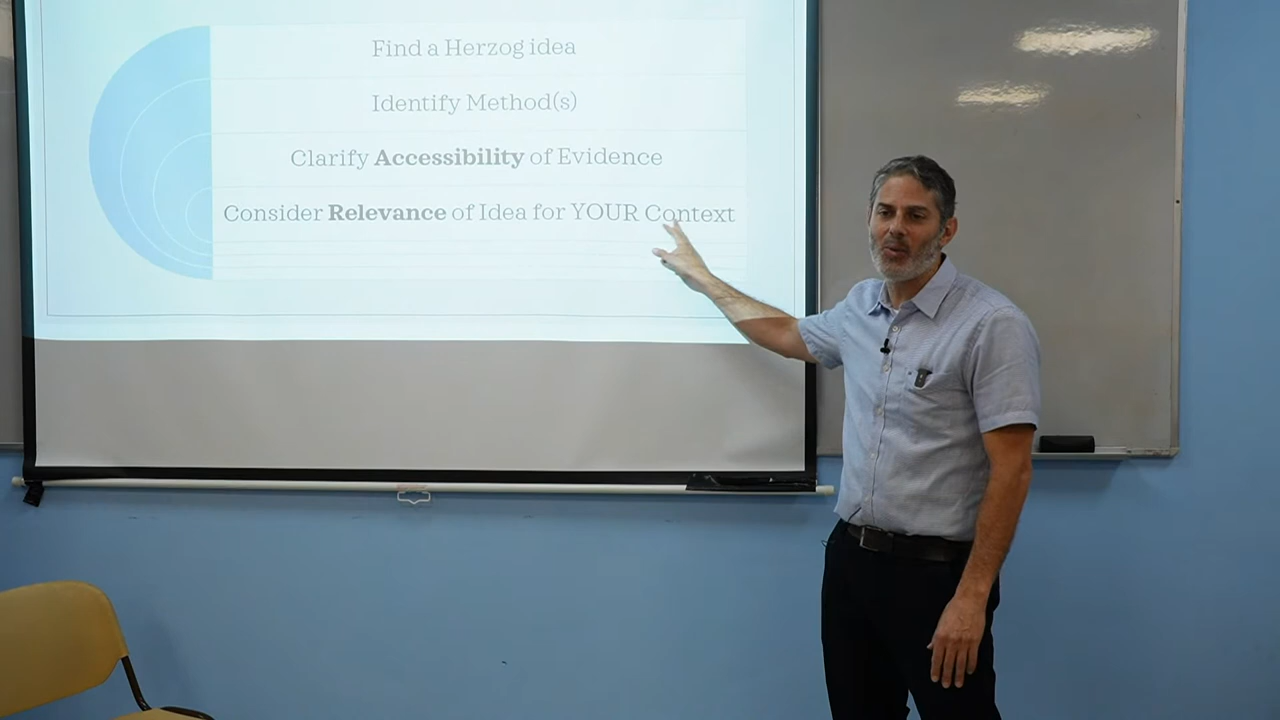 Find a Herzog idea
Identify Method(s)
Clarify Accessibility of Evidence
Consider Relevance of Idea for YOUR Context